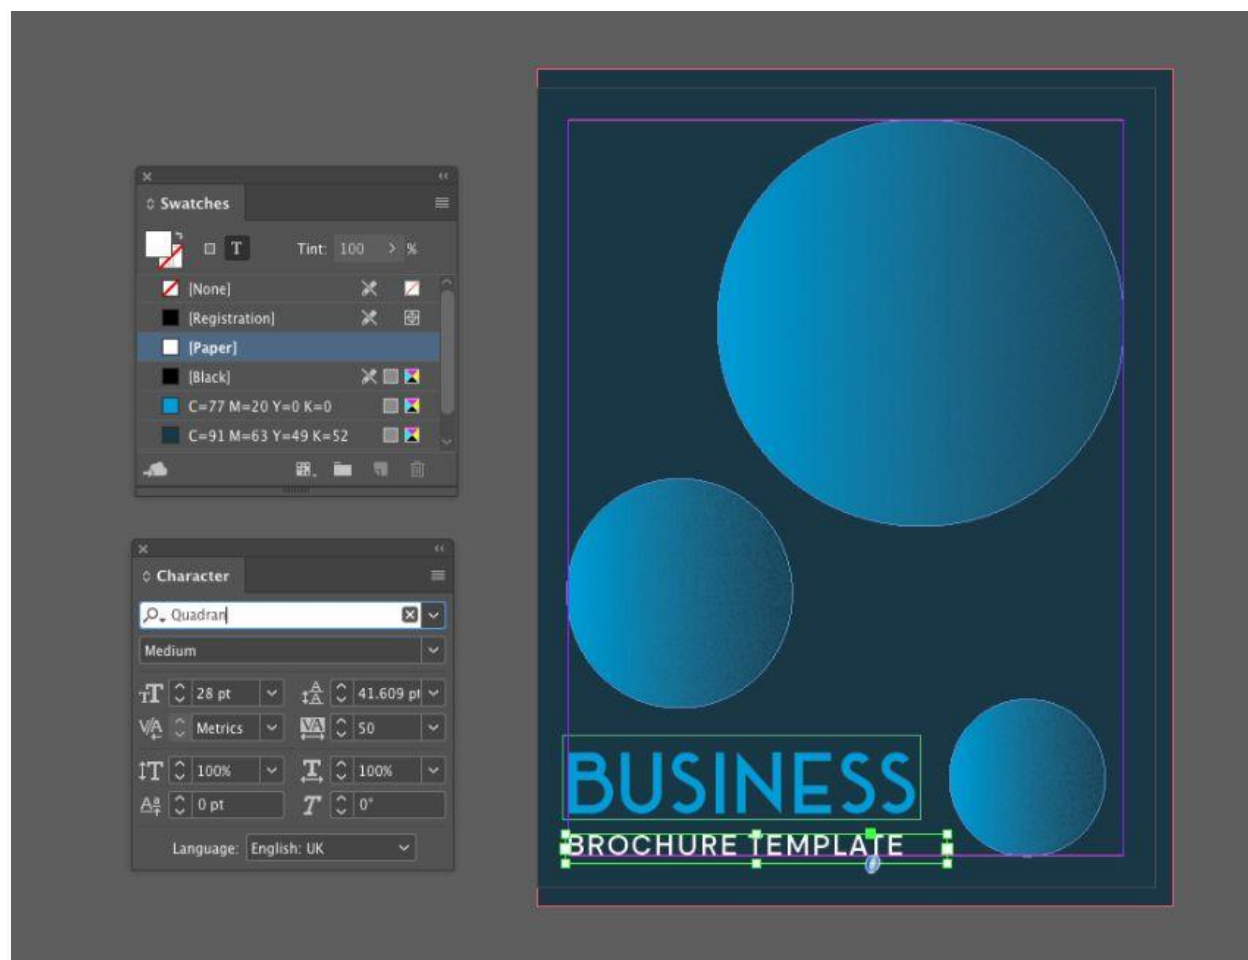 Swatches
T Tint: 100 > %
[None]
[Registration]
[Paper]
[Black]
C=77 M=20 Y=0 K=0
C=91 M=63 Y=49 K=52
Character
Quadran
Medium
28 pt 41.609 pt
Metrics 50
100% 100%
0 pt 0°
Language: English: UK
BUSINESS
BROCHURE TEMPLATE